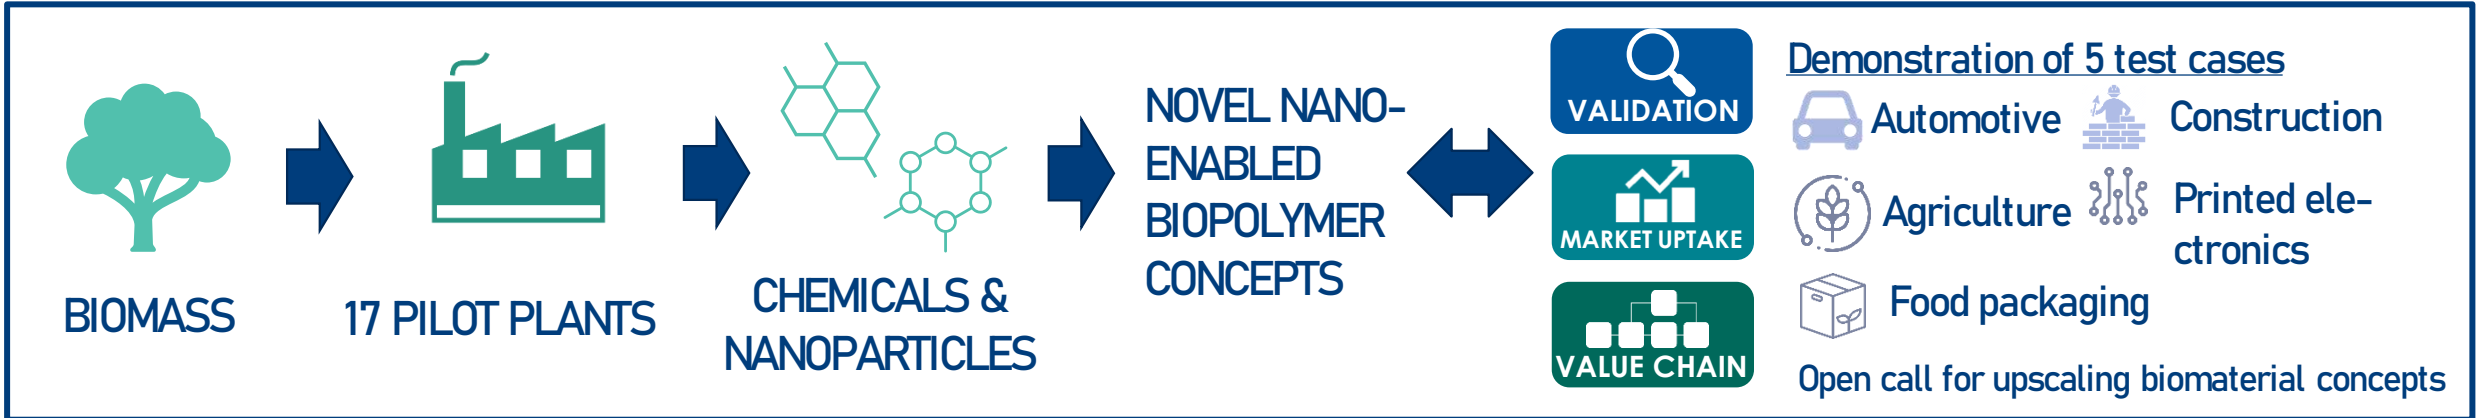 BIOMASS
17 PILOT PLANTS
CHEMICALS &
NANOPARTICLES
NOVEL NANO-
ENABLED
BIOPOLYMER
CONCEPTS
VALIDATION
MARKET UPTAKE
VALUE CHAIN
Demonstration of 5 test cases
Automotive
Construction
Agriculture
Printed ele-
ctronics
Food packaging
Open call for upscaling biomaterial concepts